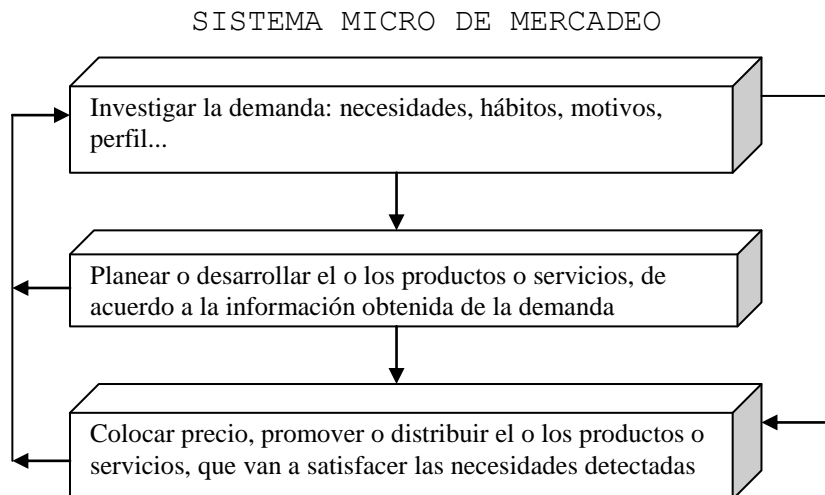 SISTEMA MICRO DE MERCADEO
Investigar la demanda: necesidades, hábitos, motivos,
perfil...
Planear o desarrollar el o los productos o servicios, de
acuerdo a la información obtenida de la demanda
Colocar precio, promover o distribuir el o los productos o
servicios, que van a satisfacer las necesidades detectadas